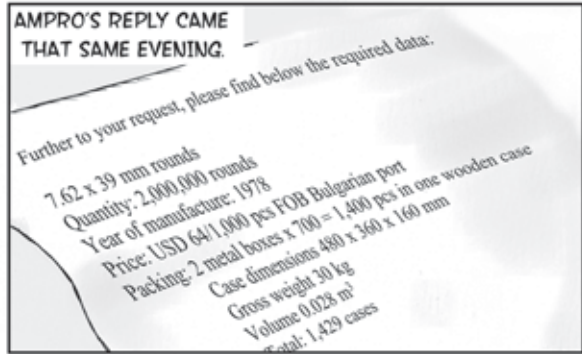 AMPRO'S REPLY CAME
THAT SAME EVENING.
Further to your request, please find below the required data:
7.62 x 39 mm rounds
Quantity: 2,000,000 rounds
Year of manufacture: 1978
Price: USD 64/1,000 pcs FOB Bulgarian port
Packing: 2 metal boxes x 700 = 1,400 pcs in one wooden case
Case dimensions 480 x 360 x 160 mm
Gross weight 30 kg
Volume 0.028 m³
Total: 1,429 cases